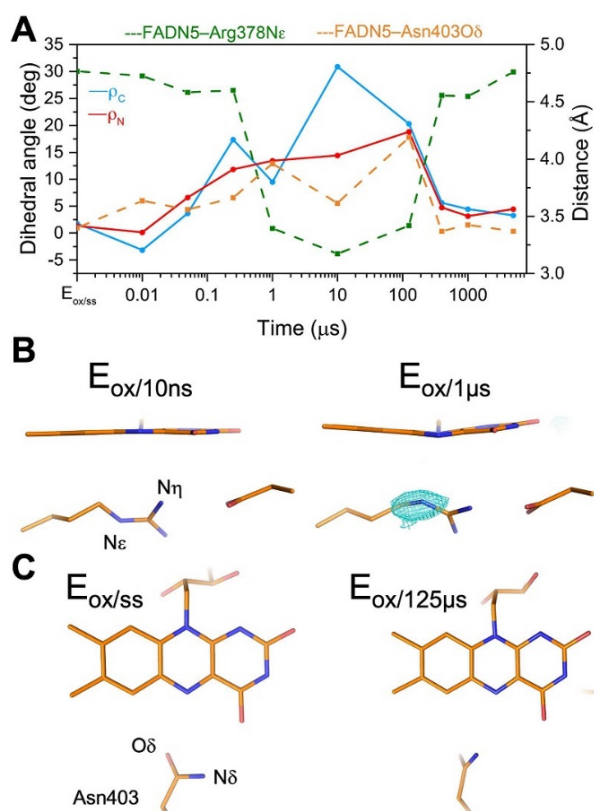 A
---FADN5–Arg378Nε ---FADN5–Asn403Oδ
35
30
25
20
15
10
5
0
-5
Dihedral angle (deg)
ρC
ρN
5.0
4.5
4.0
3.5
3.0
Distance (Å)
Eox/ss
0.01 0.1 1 10 100 1000
Time (μs)
B
Eox/10ns Eox/1μs
Nη
Nε
C
Eox/ss Eox/125μs
Oδ
Nδ
Asn403